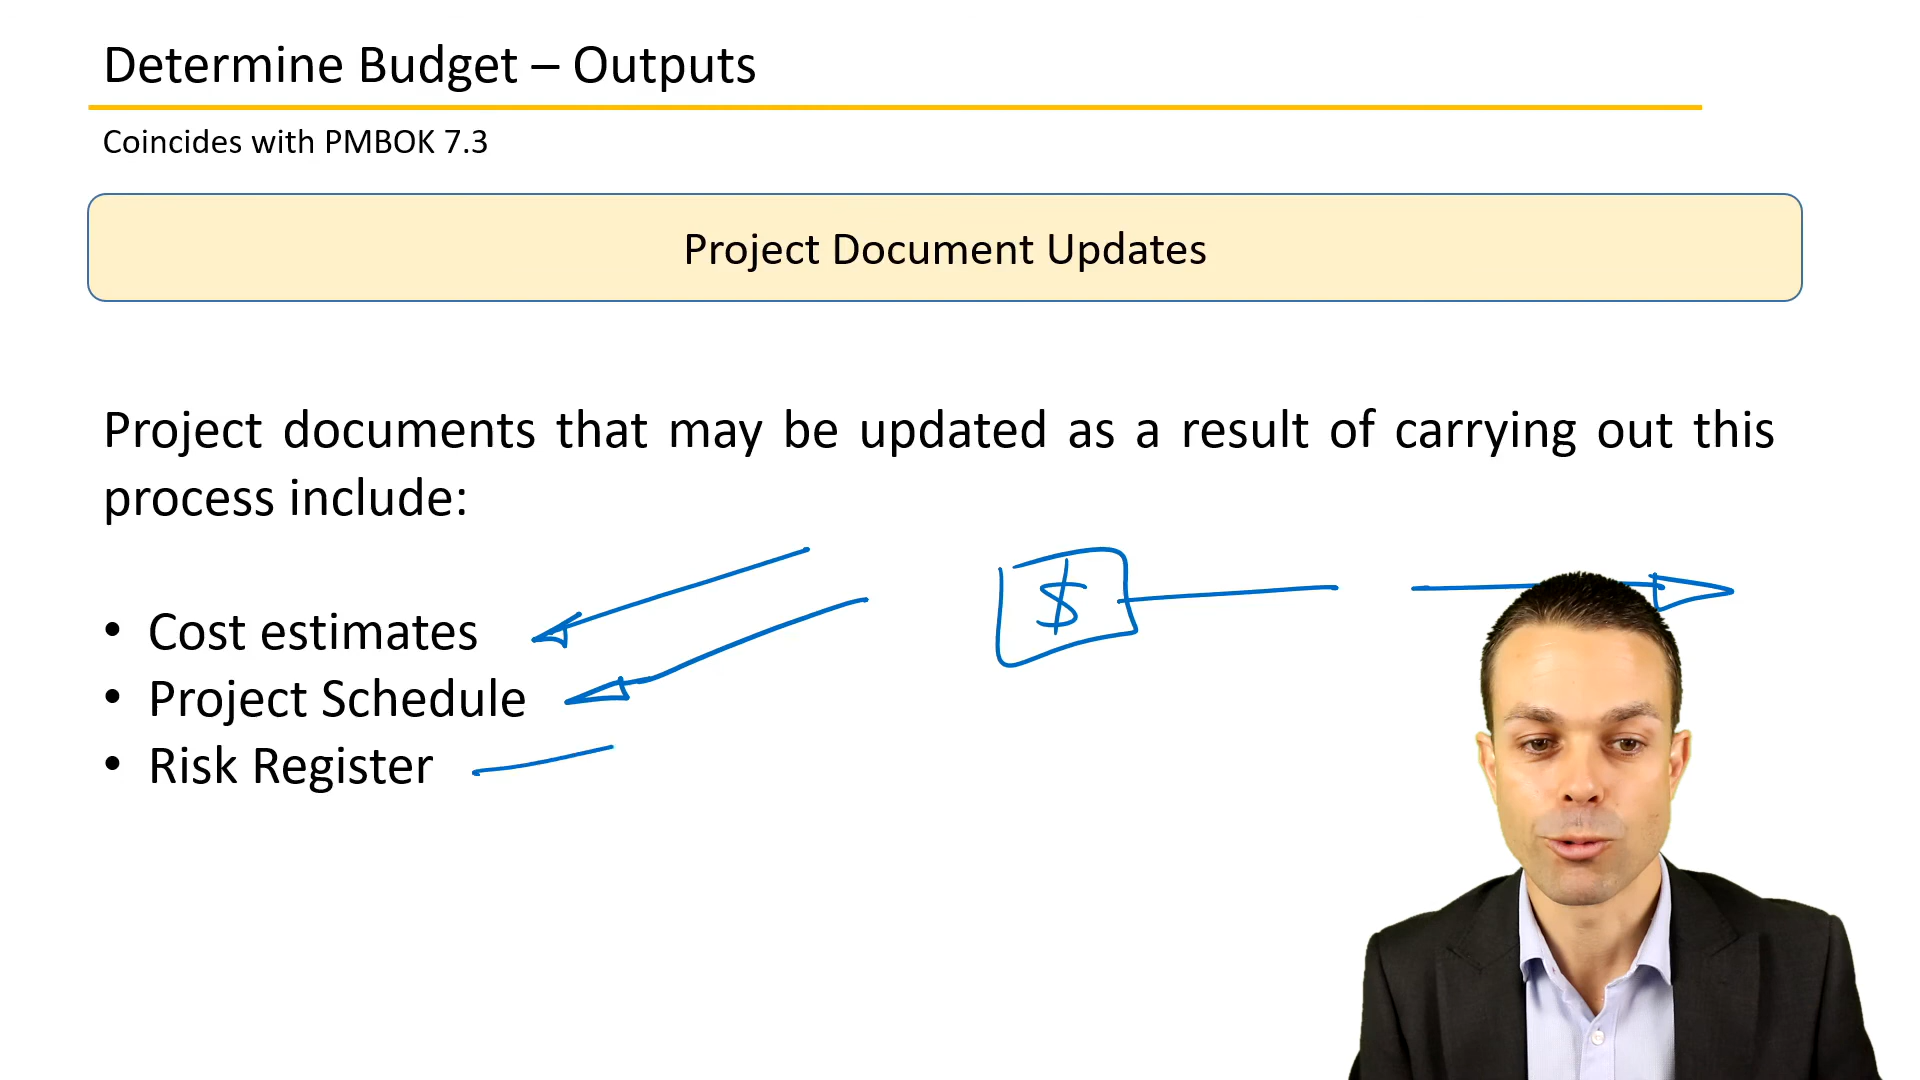 Determine Budget – Outputs
Coincides with PMBOK 7.3
Project Document Updates
Project documents that may be updated as a result of carrying out this
process include:
• Cost estimates
$
• Project Schedule
• Risk Register